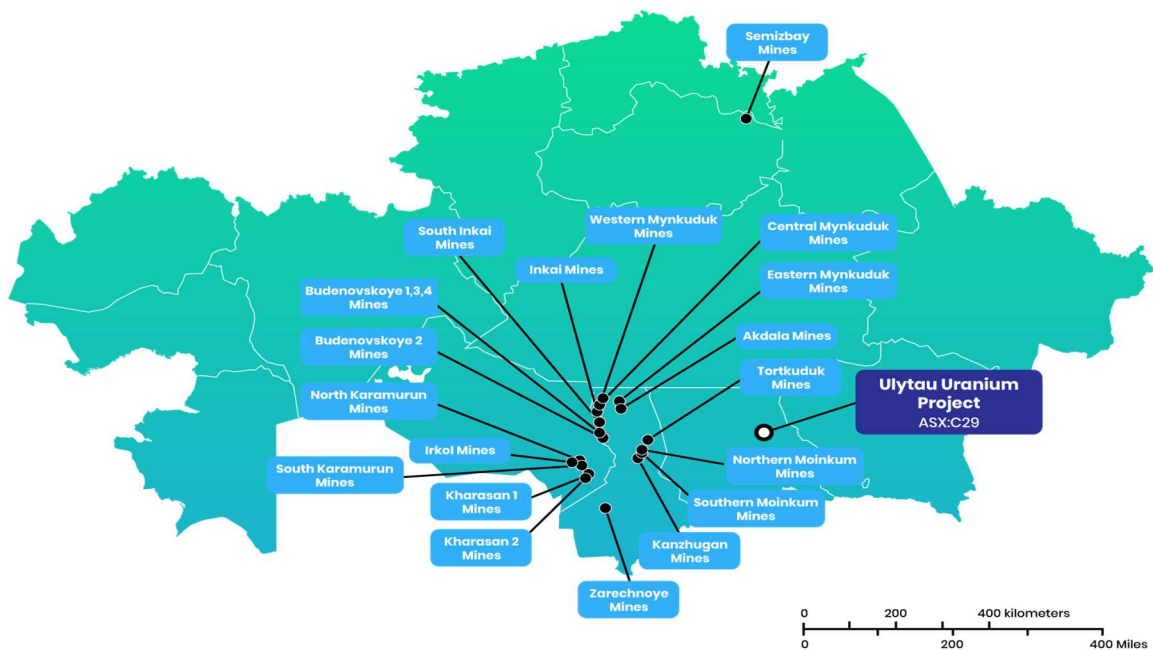 Semizbay
Mines
Western Mynkuduk
Mines
Central Mynkuduk
Mines
South Inkai
Mines
Inkai Mines
Eastern Mynkuduk
Mines
Budenovskoye 1,3,4
Mines
Akdala Mines
Budenovskoye 2
Mines
Tortkuduk
Mines
Ulytau Uranium
Project
ASX:C29
North Karamurun
Mines
Irkol Mines
Northern Moinkum
Mines
South Karamurun
Mines
Kharasan 1
Mines
Southern Moinkum
Mines
Kharasan 2
Mines
Kanzhugan
Mines
Zarechnoye
Mines
0 200 400 kilometers
0 200 400 Miles